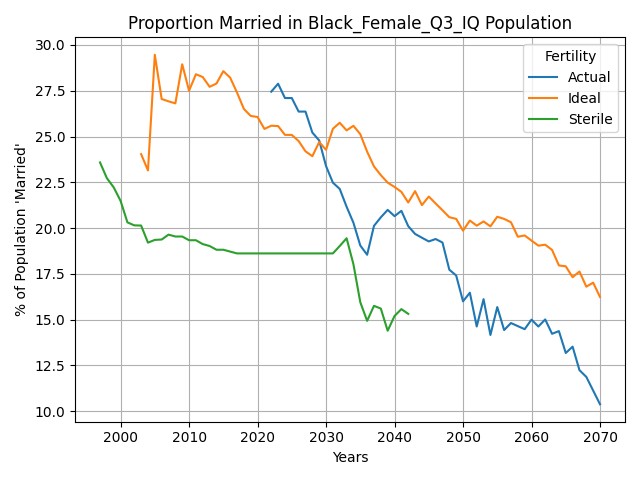 Proportion Married in Black_Female_Q3_IQ Population
% of Population 'Married'
30.0
27.5
25.0
22.5
20.0
17.5
15.0
12.5
10.0
Fertility
Actual
Ideal
Sterile
2000 2010 2020 2030 2040 2050 2060 2070
Years